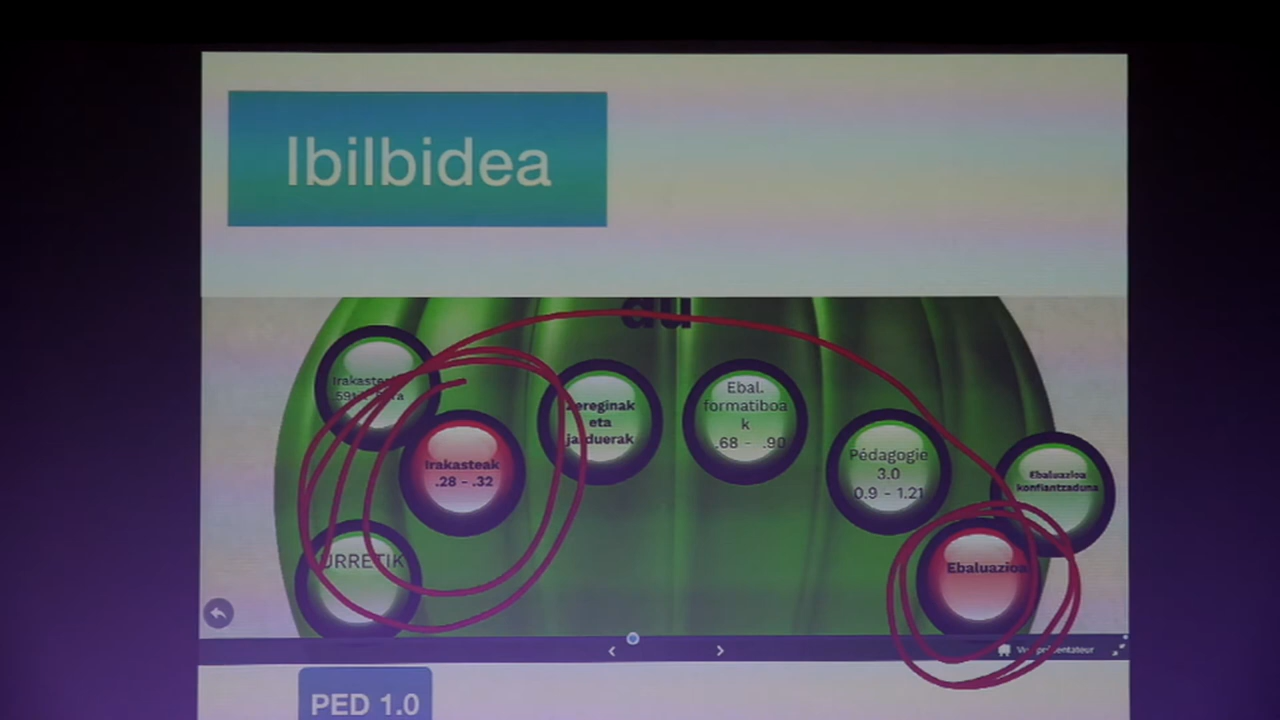 Ibilbidea
au
Zereginak
eta
jarduerak
Ebal.
formatiboa
k
.68 - .90
Irakasteak
.28 - .32
Pédagogie
3.0
0.9 - 1.21
Ebaluazioa
konfiantzaduna
URRETIK
Ebaluazioa
PED 1.0